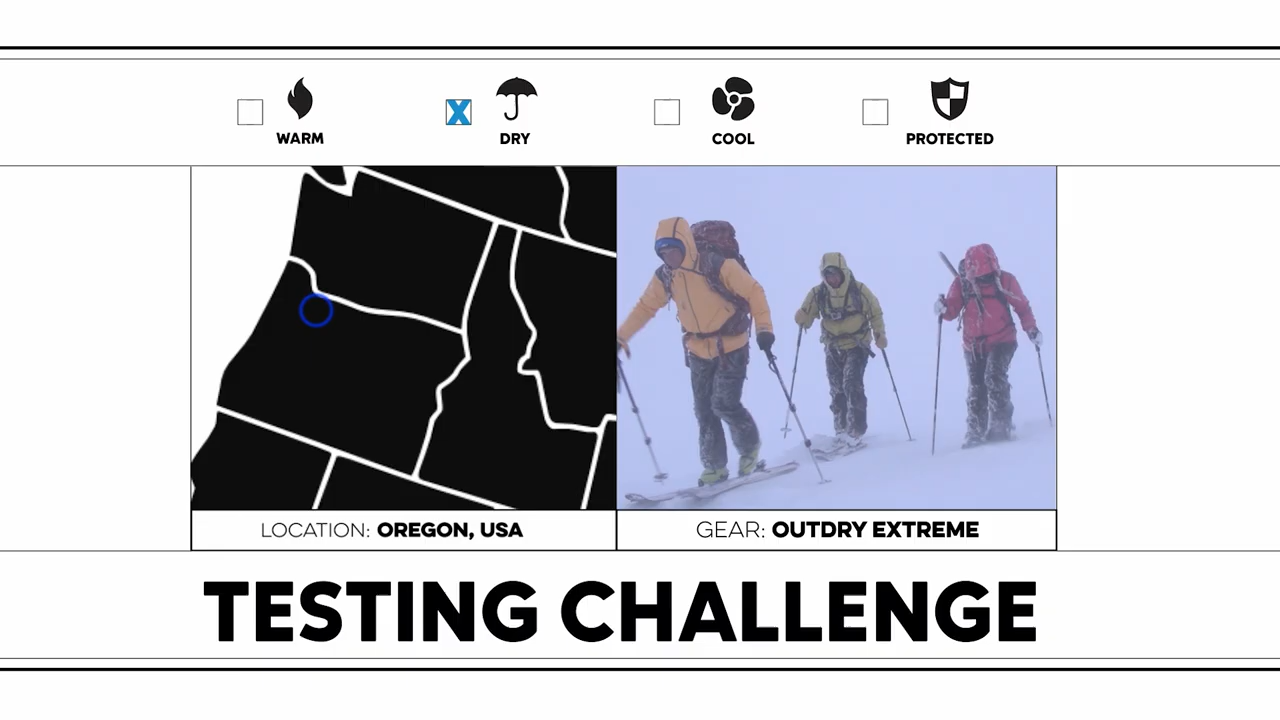 WARM
DRY
COOL
PROTECTED
LOCATION: OREGON, USA
GEAR: OUTDRY EXTREME
TESTING CHALLENGE